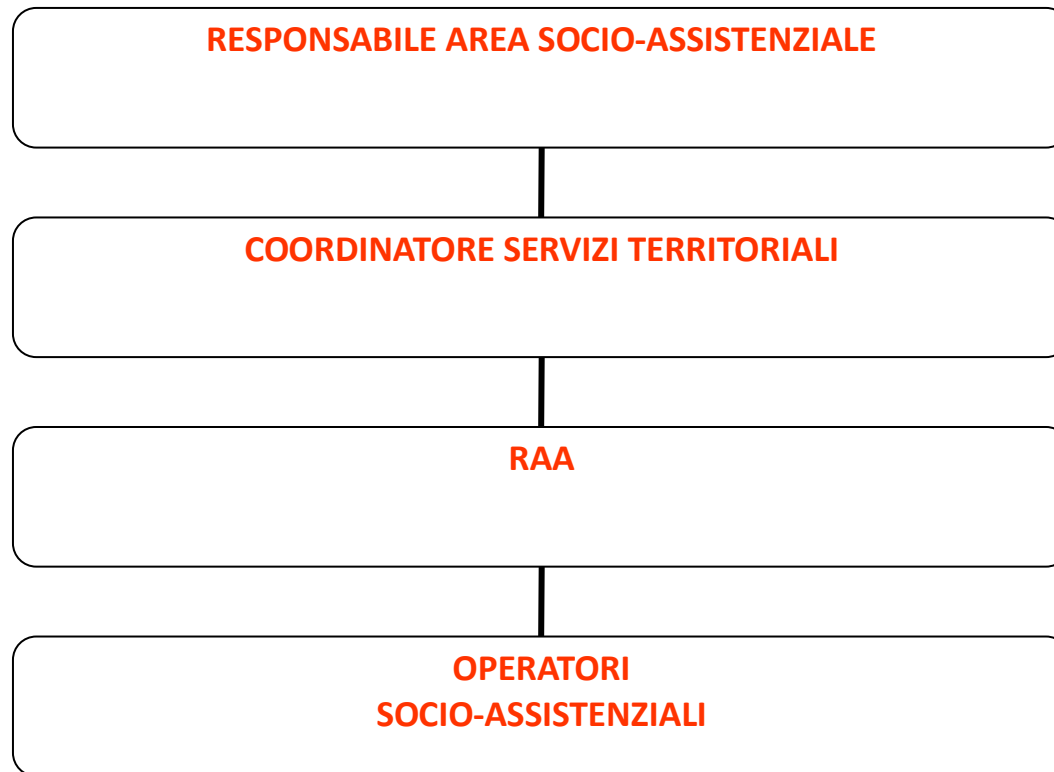 RESPONSABILE AREA SOCIO-ASSISTENZIALE
COORDINATORE SERVIZI TERRITORIALI
RAA
OPERATORI
SOCIO-ASSISTENZIALI